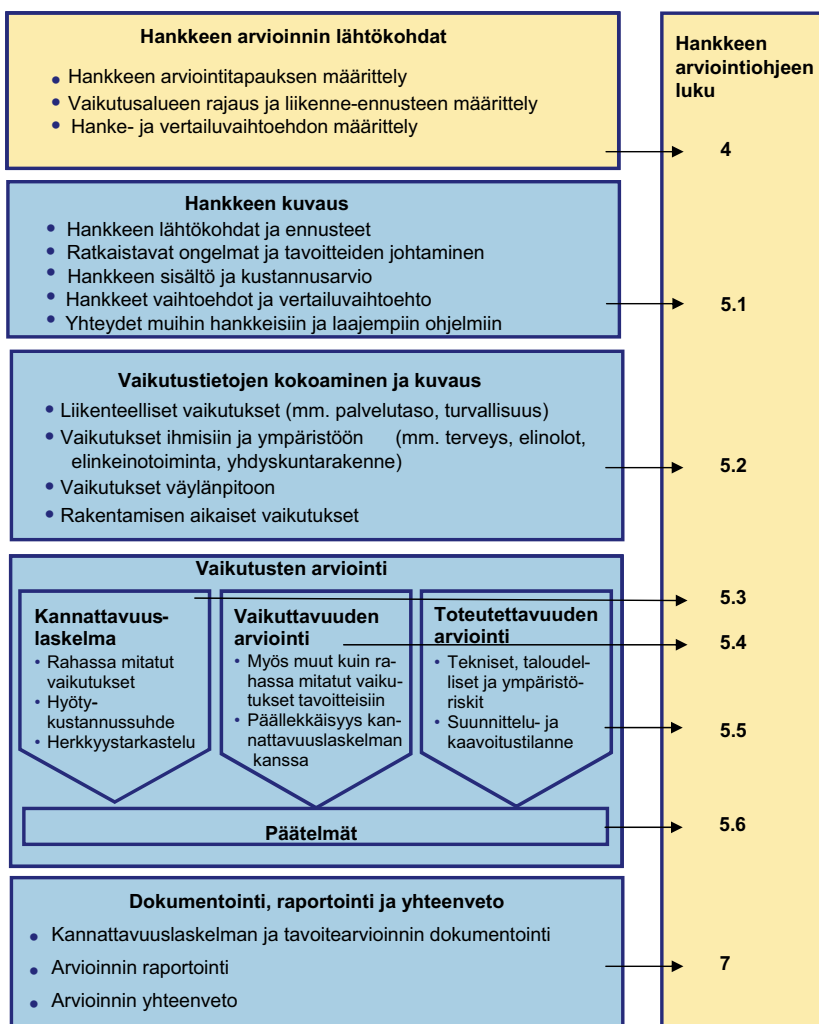 Hankkeen arvioinnin lähtökohdat
• Hankkeen arviointitapauksen määrittely
• Vaikutusalueen rajaus ja liikenne-ennusteen määrittely
• Hanke- ja vertailuvaihtoehdon määrittely
Hankkeen
arviointiohjeen
luku
4
Hankkeen kuvaus
• Hankkeen lähtökohdat ja ennusteet
• Ratkaistavat ongelmat ja tavoitteiden johtaminen
• Hankkeen sisältö ja kustannusarvio
• Hankkeet vaihtoehdot ja vertailuvaihtoehto
• Yhteydet muihin hankkeisiin ja laajempiin ohjelmiin
5.1
Vaikutustietojen kokoaminen ja kuvaus
• Liikenteelliset vaikutukset (mm. palvelutaso, turvallisuus)
• Vaikutukset ihmisiin ja ympäristöön (mm. terveys, elinolot,
elinkeinotoiminta, yhdyskuntarakenne)
• Vaikutukset väylänpitoon
• Rakentamisen aikaiset vaikutukset
5.2
Vaikutusten arviointi
Kannattavuus-
laskelma
• Rahassa mitatut
vaikutukset
• Hyöty-
kustannussuhde
• Herkkyystarkastelu
5.3
Vaikuttavuuden
arviointi
• Myös muut kuin ra-
hassa mitatut vaiku-
tukset tavoitteisiin
• Päällekkäisyys kan-
nattavuuslaskelman
kanssa
5.4
Toteutettavuuden
arviointi
• Tekniset, taloudel-
liset ja ympäristö-
riskit
• Suunnittelu- ja
kaavoitustilanne
5.5
Päätelmät
5.6
Dokumentointi, raportointi ja yhteenveto
• Kannattavuuslaskelman ja tavoitearvioinnin dokumentointi
• Arvioinnin raportointi
• Arvioinnin yhteenveto
7